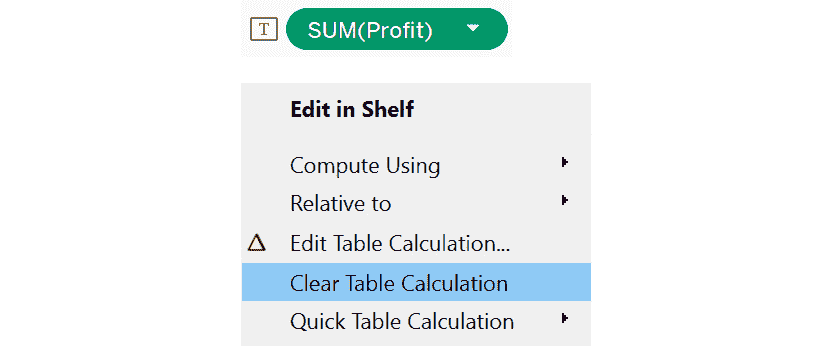 T SUM(Profit)
Edit in Shelf
Compute Using
Relative to
Edit Table Calculation...
Clear Table Calculation
Quick Table Calculation